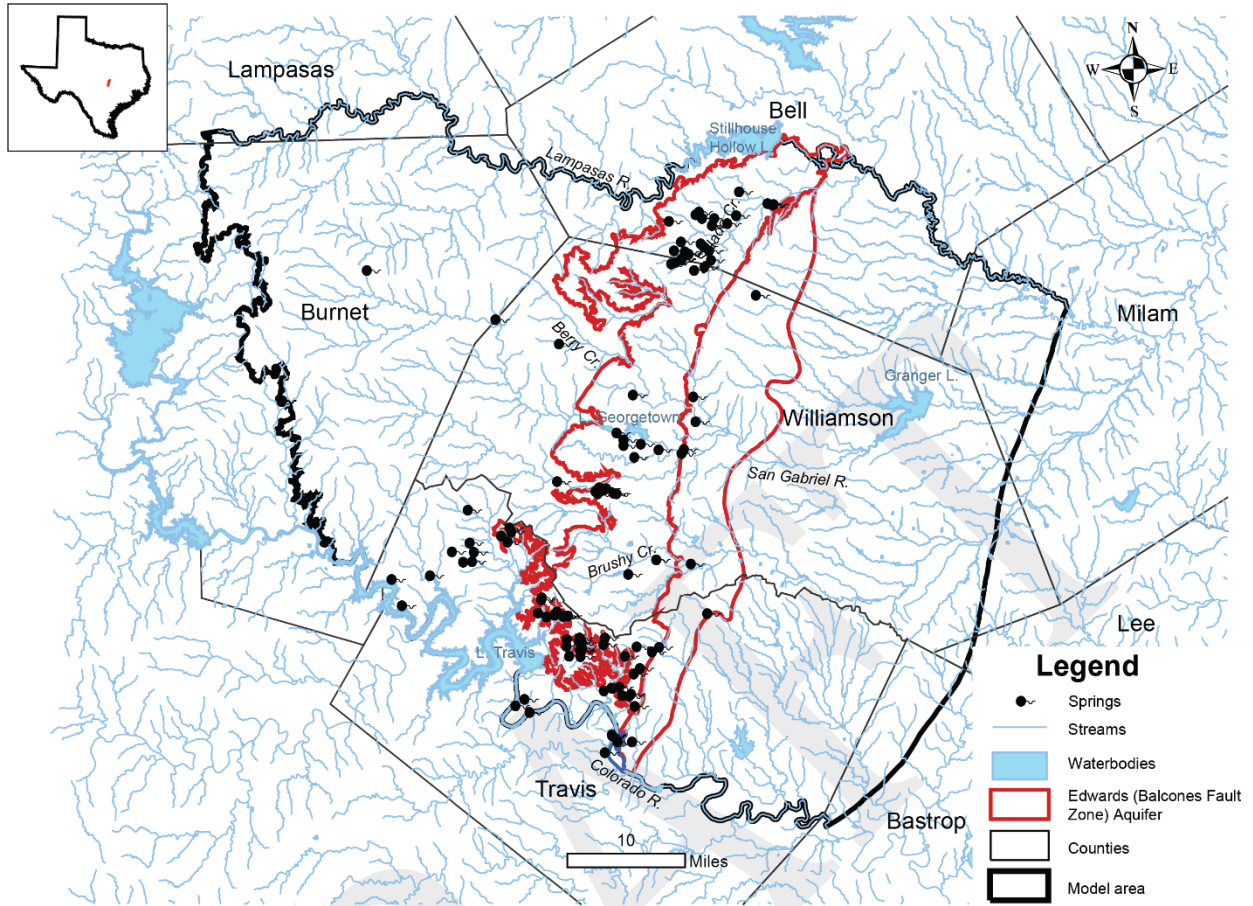 Lampasas
N
W
E
S
Bell
Stillhouse
Hollow L.
Lampasas R.
Burnet
Milam
Berry Cr.
Granger L.
Georgetown
Williamson
San Gabriel R.
Brushy Cr.
Lee
L. Travis
Travis
Colorado R.
Bastrop
10
Miles
Legend
Springs
Streams
Waterbodies
Edwards (Balcones Fault
Zone) Aquifer
Counties
Model area